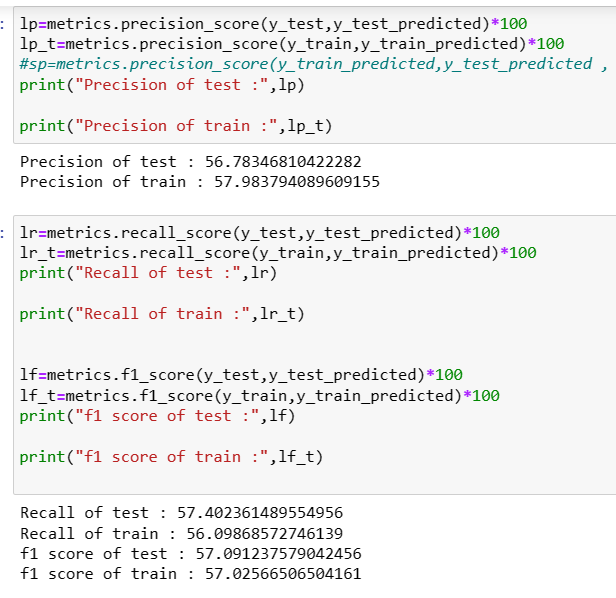 : lp=metrics.precision_score(y_test,y_test_predicted)*100
lp_t=metrics.precision_score(y_train,y_train_predicted)*100
#sp=metrics.precision_score(y_train_predicted,y_test_predicted ,
print("Precision of test :",lp)
print("Precision of train :",lp_t)
Precision of test : 56.78346810422282
Precision of train : 57.983794089609155
: lr=metrics.recall_score(y_test,y_test_predicted)*100
lr_t=metrics.recall_score(y_train,y_train_predicted)*100
print("Recall of test :",lr)
print("Recall of train :",lr_t)
lf=metrics.f1_score(y_test,y_test_predicted)*100
lf_t=metrics.f1_score(y_train,y_train_predicted)*100
print("f1 score of test :",lf)
print("f1 score of train :",lf_t)
Recall of test : 57.402361489554956
Recall of train : 56.09868572746139
f1 score of test : 57.091237579042456
f1 score of train : 57.02566506504161